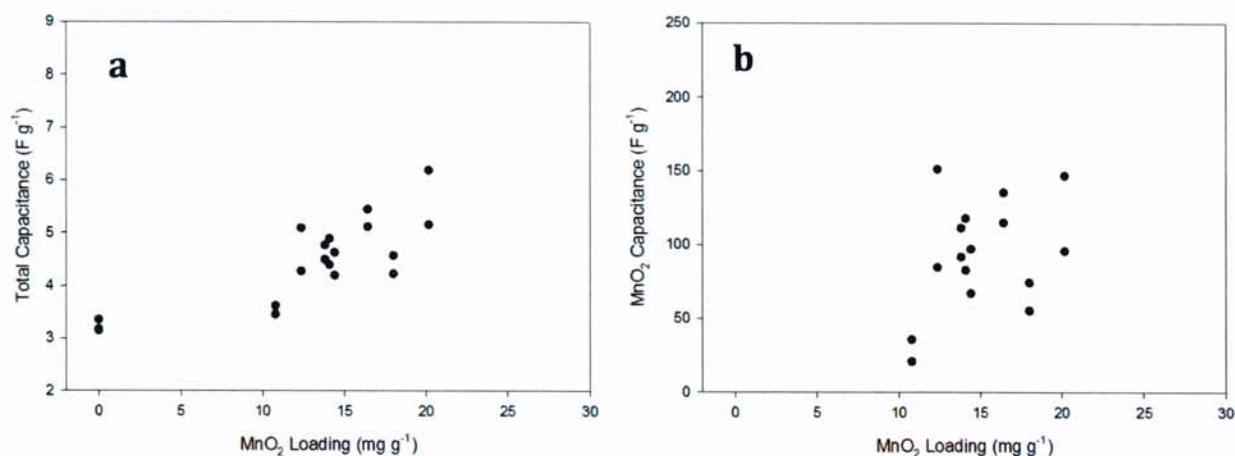 a
9
8
7
6
5
4
3
2
Total Capacitance (F g⁻¹)
0 5 10 15 20 25 30
MnO₂ Loading (mg g⁻¹)
b
250
200
150
100
50
0
MnO₂ Capacitance (F g⁻¹)
0 5 10 15 20 25 30
MnO₂ Loading (mg g⁻¹)